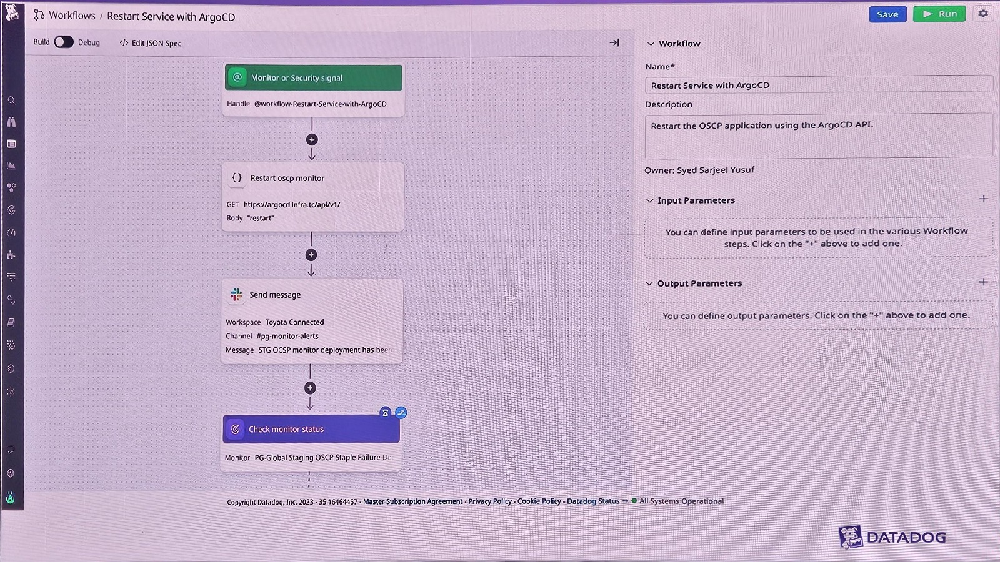 Workflows / Restart Service with ArgoCD
Save
Run
Build
Debug
</> Edit JSON Spec
@ Monitor or Security signal
Handle @workflow-Restart-Service-with-ArgoCD
{ } Restart oscp monitor
GET https://argocd.infra.tc/api/v1/
Body "restart"
Send message
Workspace Toyota Connected
Channel #pg-monitor-alerts
Message STG OCSP monitor deployment has been
Check monitor status
Monitor PG-Global Staging OSCP Staple Failure De
Workflow
Name*
Restart Service with ArgoCD
Description
Restart the OSCP application using the ArgoCD API.
Owner: Syed Sarjeel Yusuf
Input Parameters
You can define input parameters to be used in the various Workflow
steps. Click on the "+" above to add one.
Output Parameters
You can define output parameters. Click on the "+" above to add one.
Copyright Datadog, Inc. 2023 - 35.16464457 - Master Subscription Agreement - Privacy Policy - Cookie Policy - Datadog Status → All Systems Operational
DATADOG